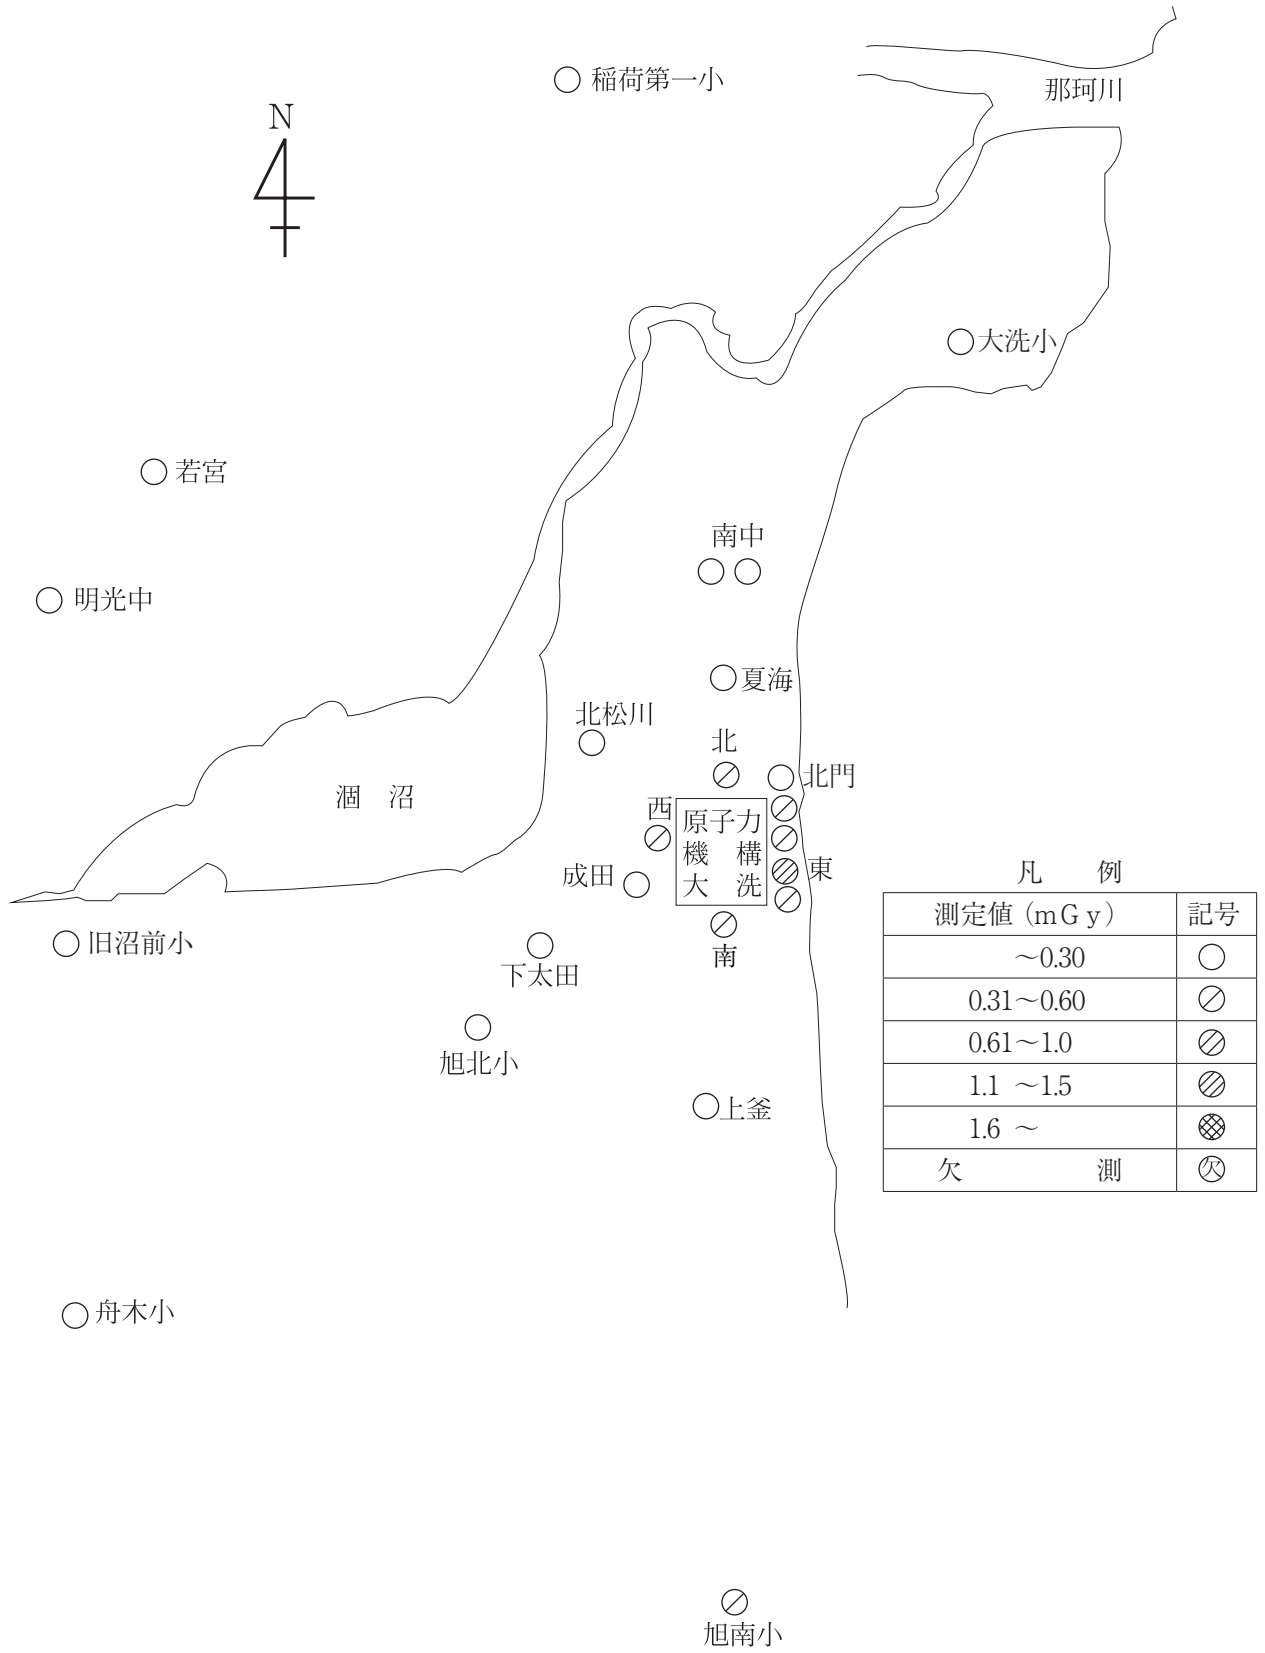 稲荷第一小
那珂川
N
大洗小
若宮
南中
明光中
夏海
北松川
北
北門
涸 沼
西
原子力
機 構
大 洗
東
成田
凡 例
測定値（mGy） 記号
～0.30
0.31～0.60
0.61～1.0
1.1 ～1.5
1.6 ～
欠 測 欠
旧沼前小
南
下太田
旭北小
上釜
舟木小
旭南小